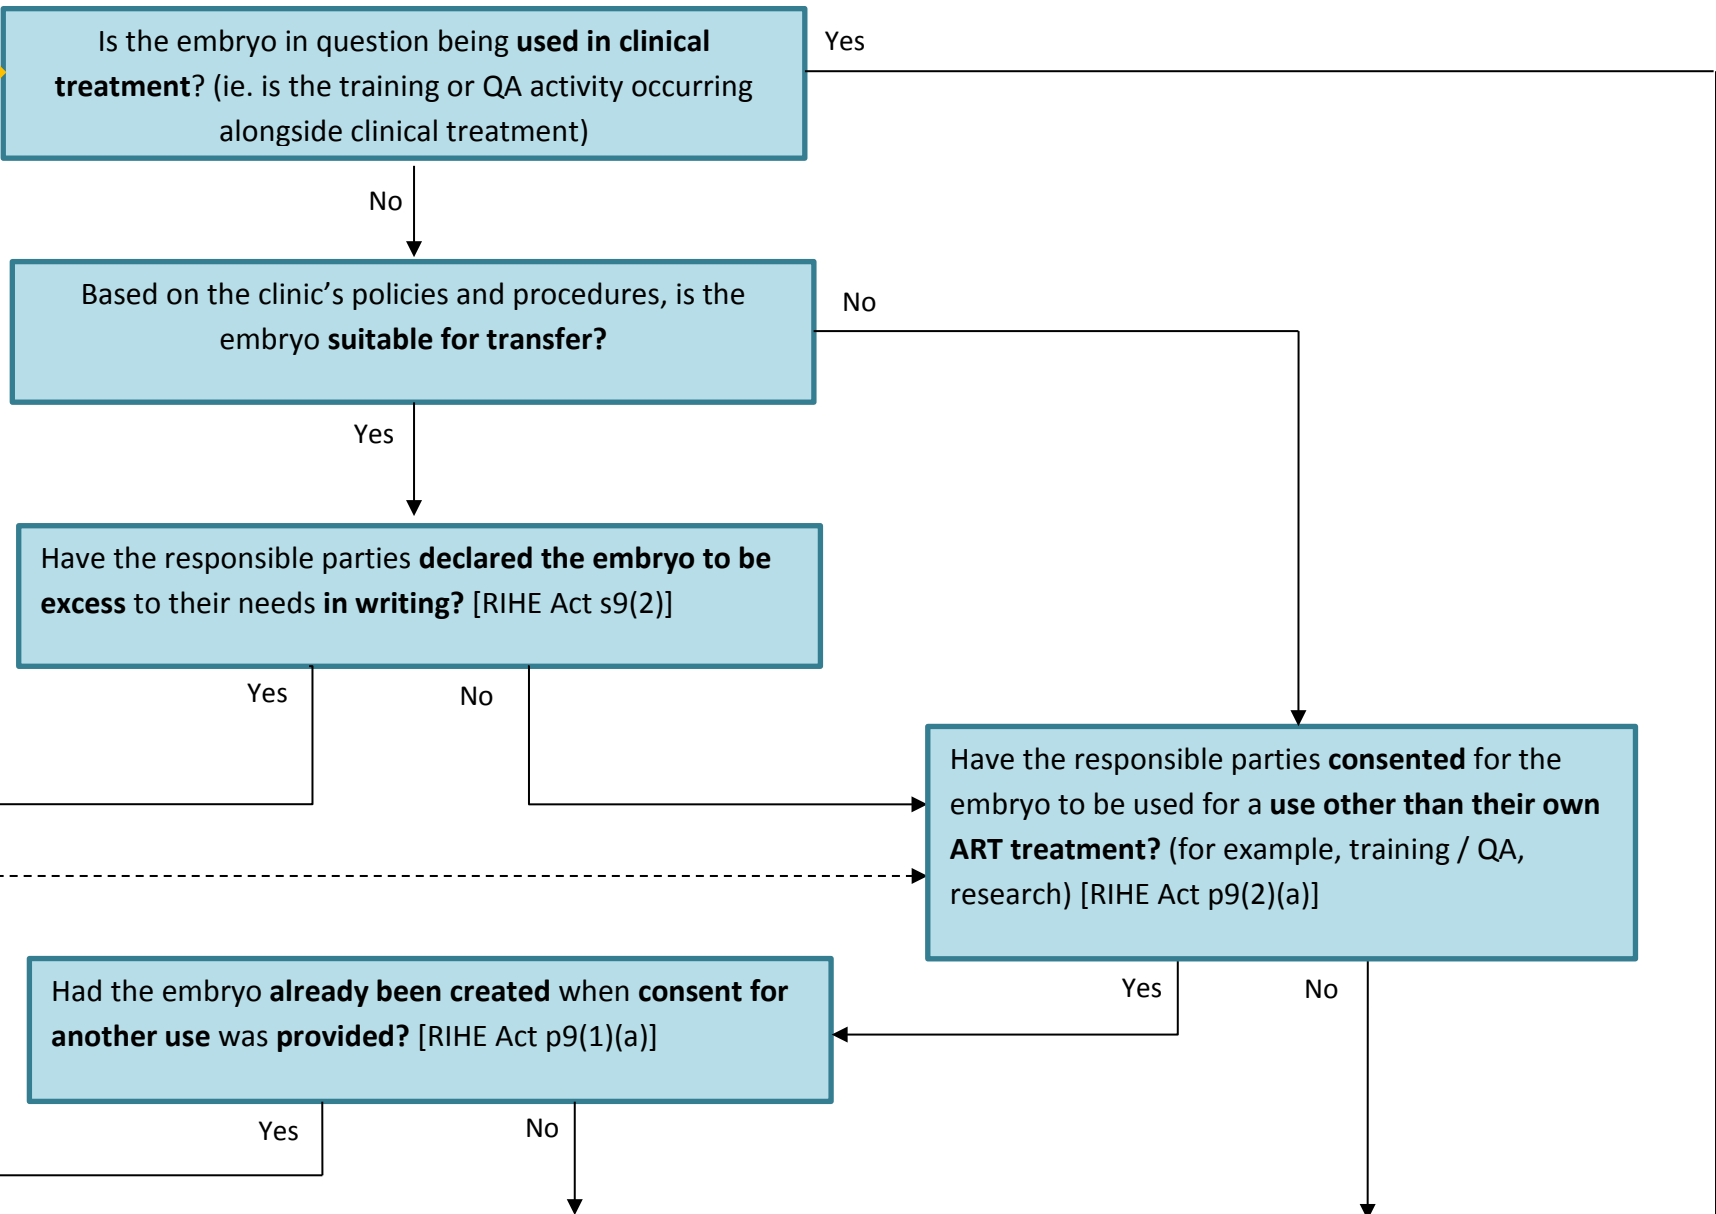 Is the embryo in question being used in clinical
treatment? (ie. is the training or QA activity occurring
alongside clinical treatment)
Yes
No
Based on the clinic’s policies and procedures, is the
embryo suitable for transfer?
No
Yes
Have the responsible parties declared the embryo to be
excess to their needs in writing? [RIHE Act s9(2)]
Yes
No
Have the responsible parties consented for the
embryo to be used for a use other than their own
ART treatment? (for example, training / QA,
research) [RIHE Act p9(2)(a)]
Yes
No
Had the embryo already been created when consent for
another use was provided? [RIHE Act p9(1)(a)]
Yes
No